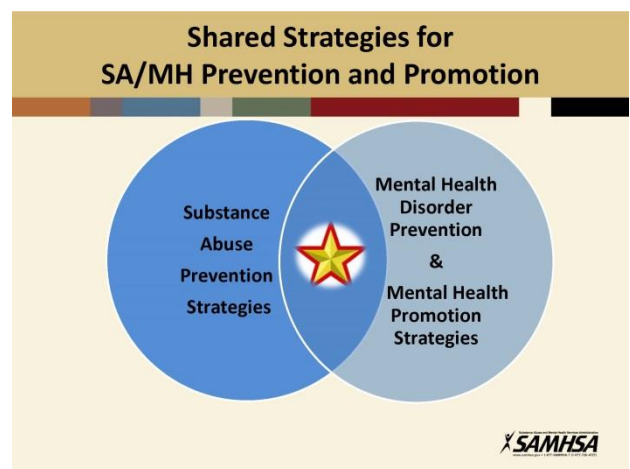 Shared Strategies for
SA/MH Prevention and Promotion
Substance
Abuse
Prevention
Strategies
Mental Health
Disorder
Prevention
&
Mental Health
Promotion
Strategies
SAMHSA